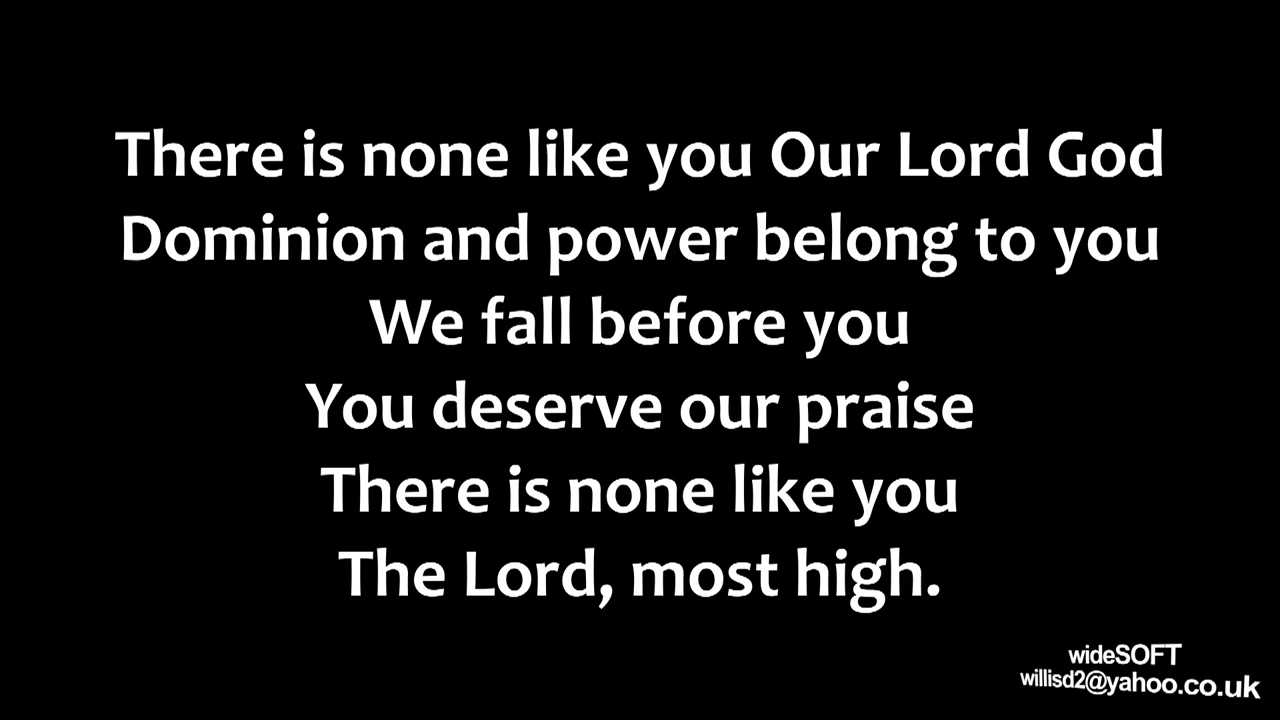 There is none like you Our Lord God
Dominion and power belong to you
We fall before you
You deserve our praise
There is none like you
The Lord, most high.
wideSOFT
willisd2@yahoo.co.uk